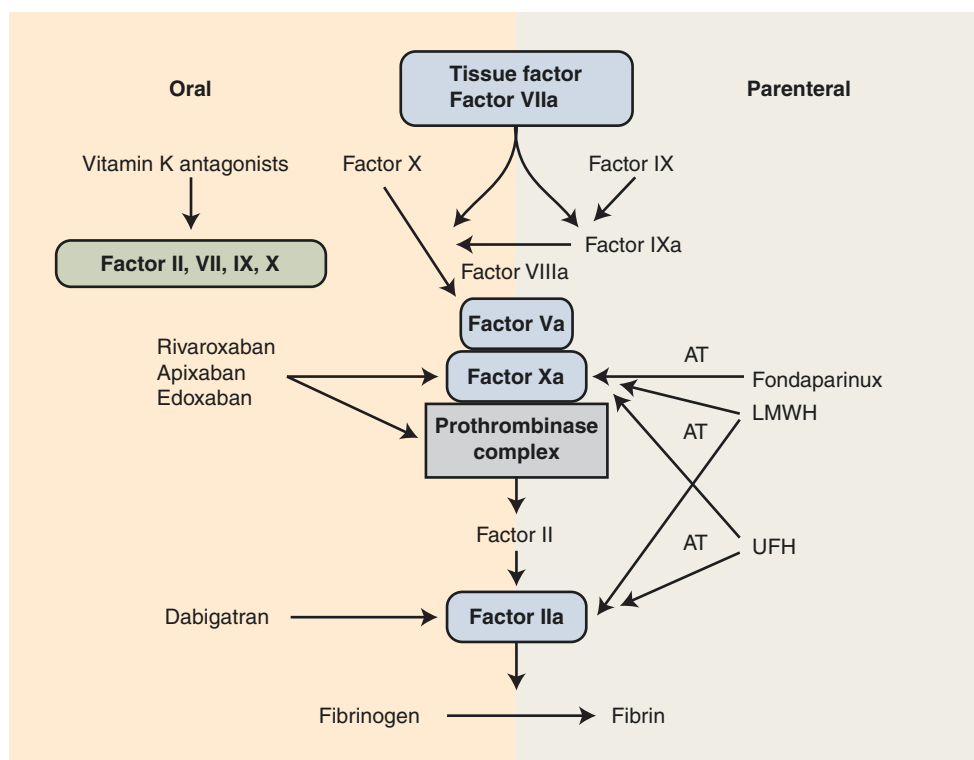 Oral
Tissue factor
Factor VIIa
Parenteral
Vitamin K antagonists
Factor X
Factor IX
Factor II, VII, IX, X
Factor IXa
Factor VIIIa
Factor Va
Rivaroxaban
Apixaban
Edoxaban
Factor Xa
AT
Fondaparinux
LMWH
AT
Prothrombinase
complex
Factor II
AT
UFH
Dabigatran
Factor IIa
Fibrinogen
Fibrin